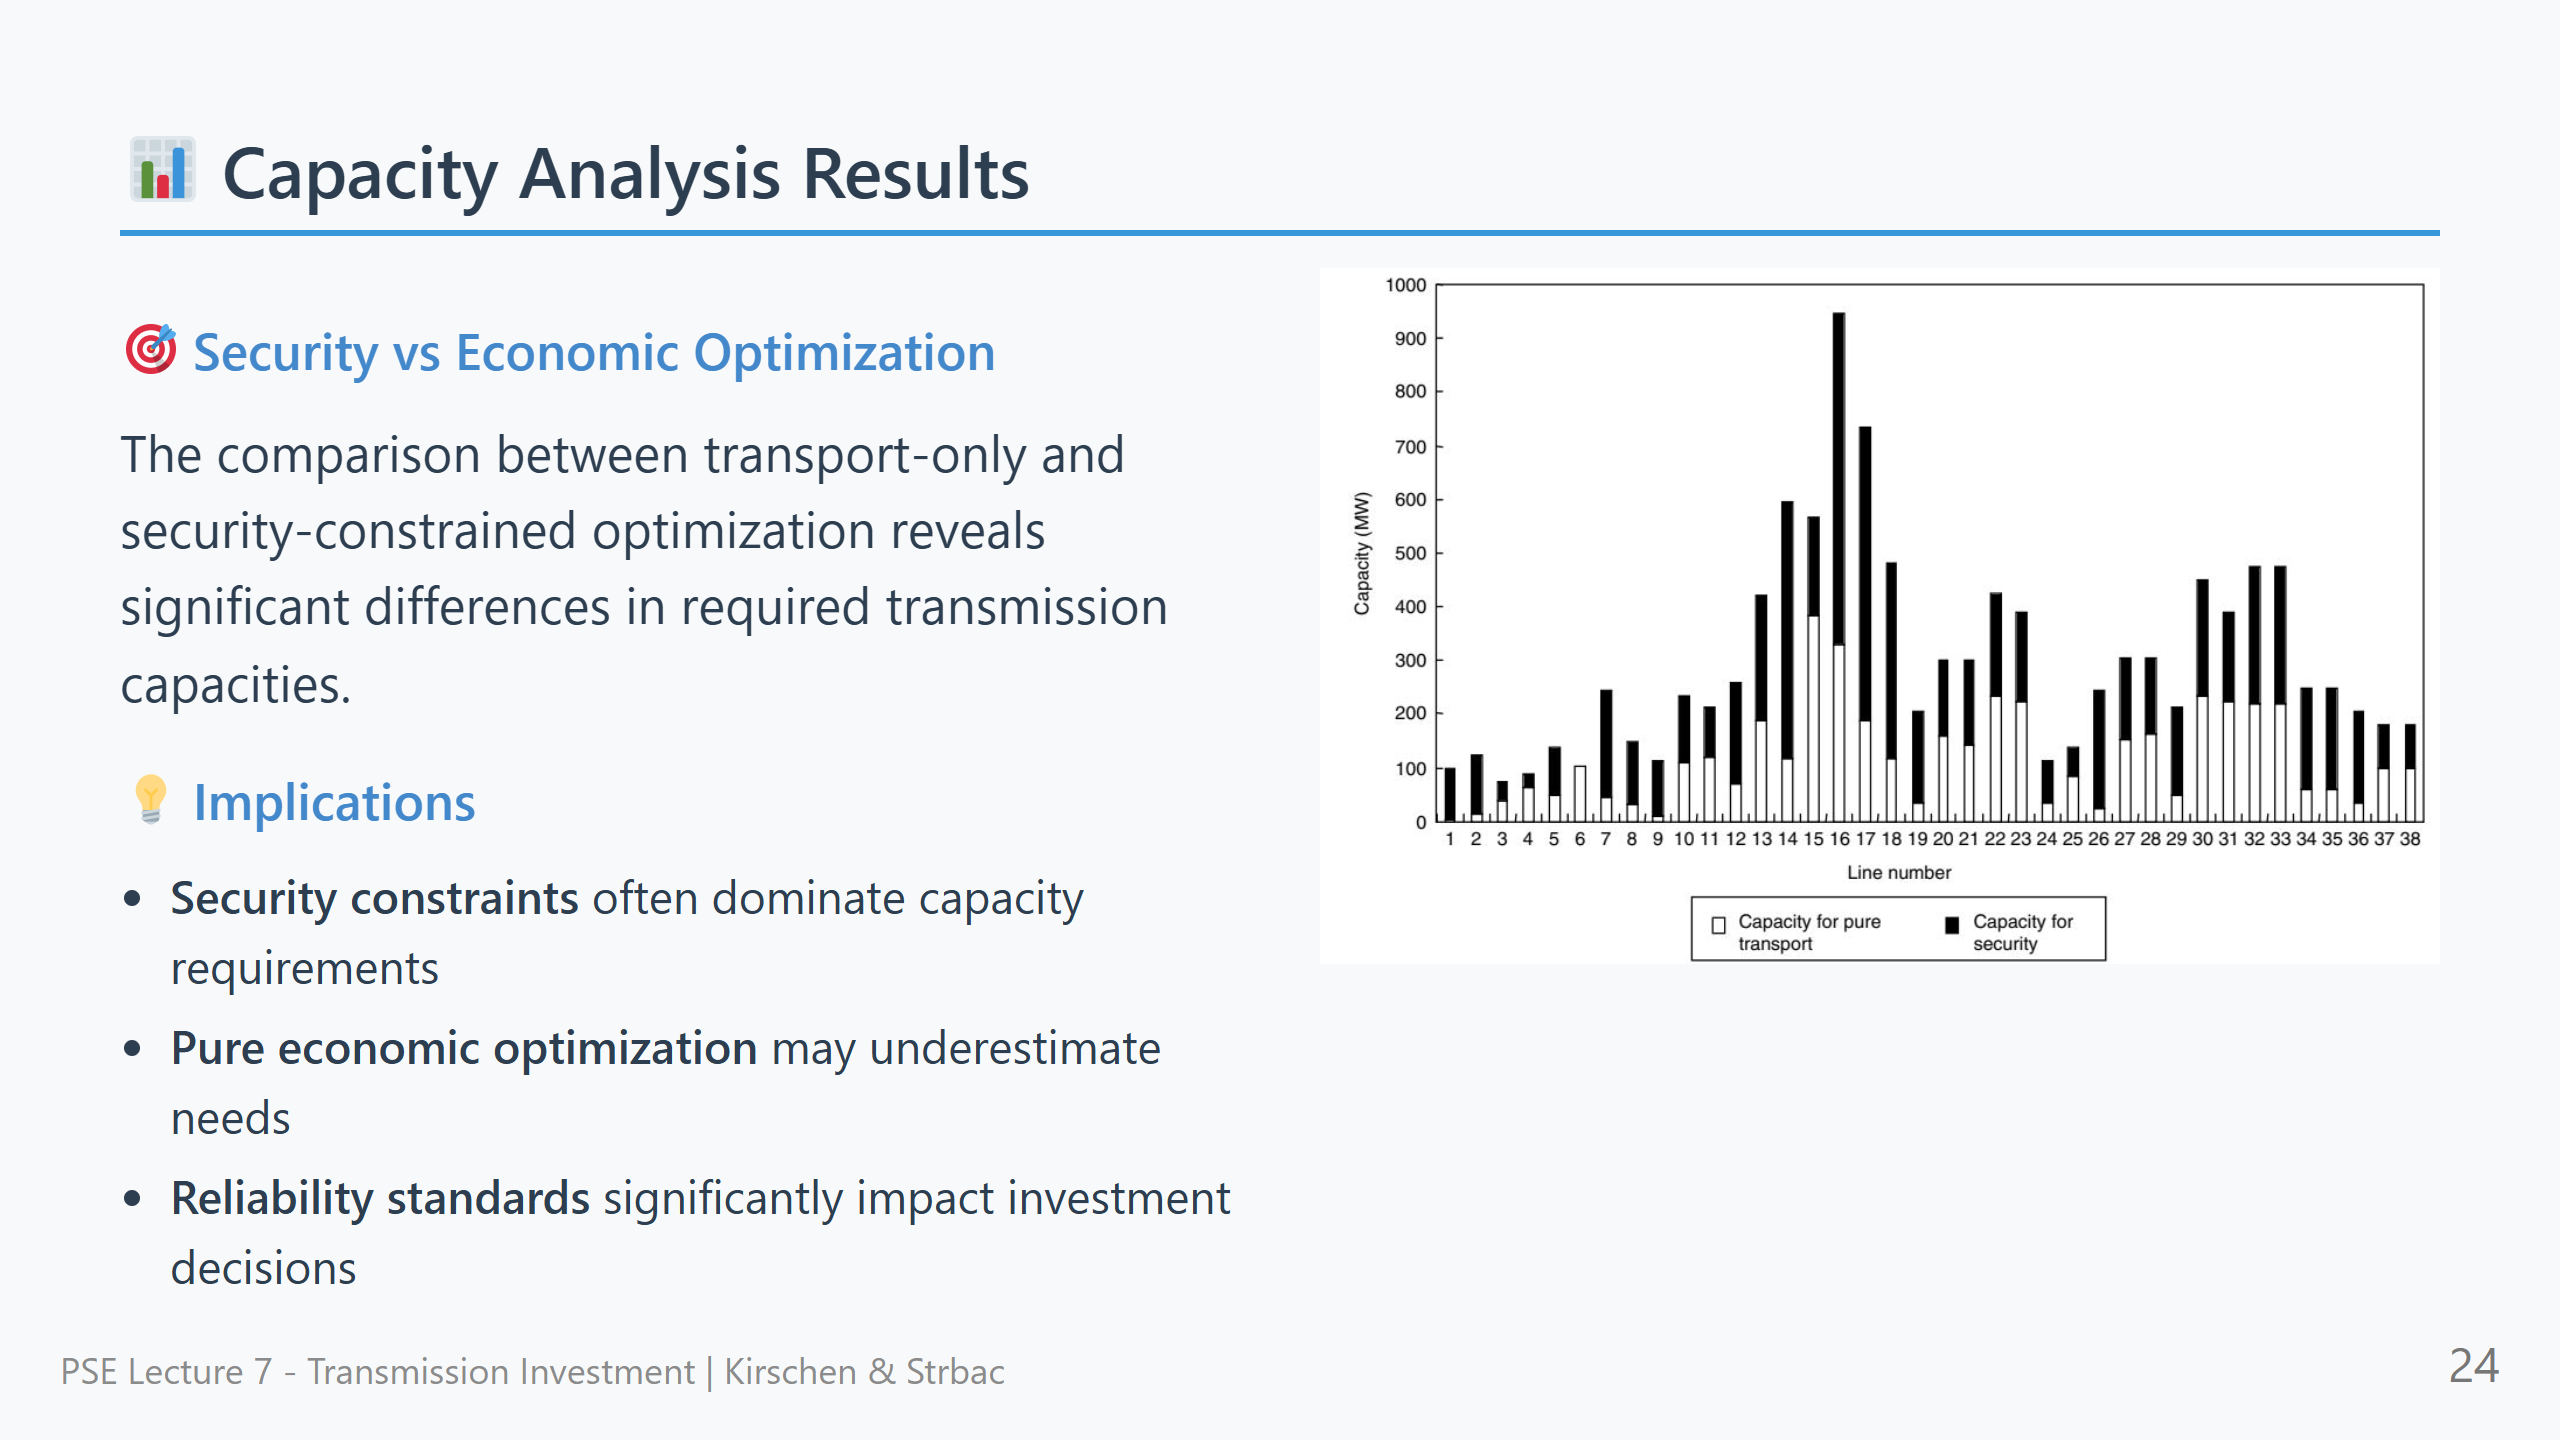 Capacity Analysis Results
Security vs Economic Optimization
The comparison between transport-only and
security-constrained optimization reveals
significant differences in required transmission
capacities.
Implications
• Security constraints often dominate capacity
requirements
• Pure economic optimization may underestimate
needs
• Reliability standards significantly impact investment
decisions
1000
900
800
700
600
500
400
300
200
100
0
Capacity (MW)
1 2 3 4 5 6 7 8 9 10 11 12 13 14 15 16 17 18 19 20 21 22 23 24 25 26 27 28 29 30 31 32 33 34 35 36 37 38
Line number
Capacity for pure
transport
Capacity for
security
PSE Lecture 7 - Transmission Investment | Kirschen & Strbac
24